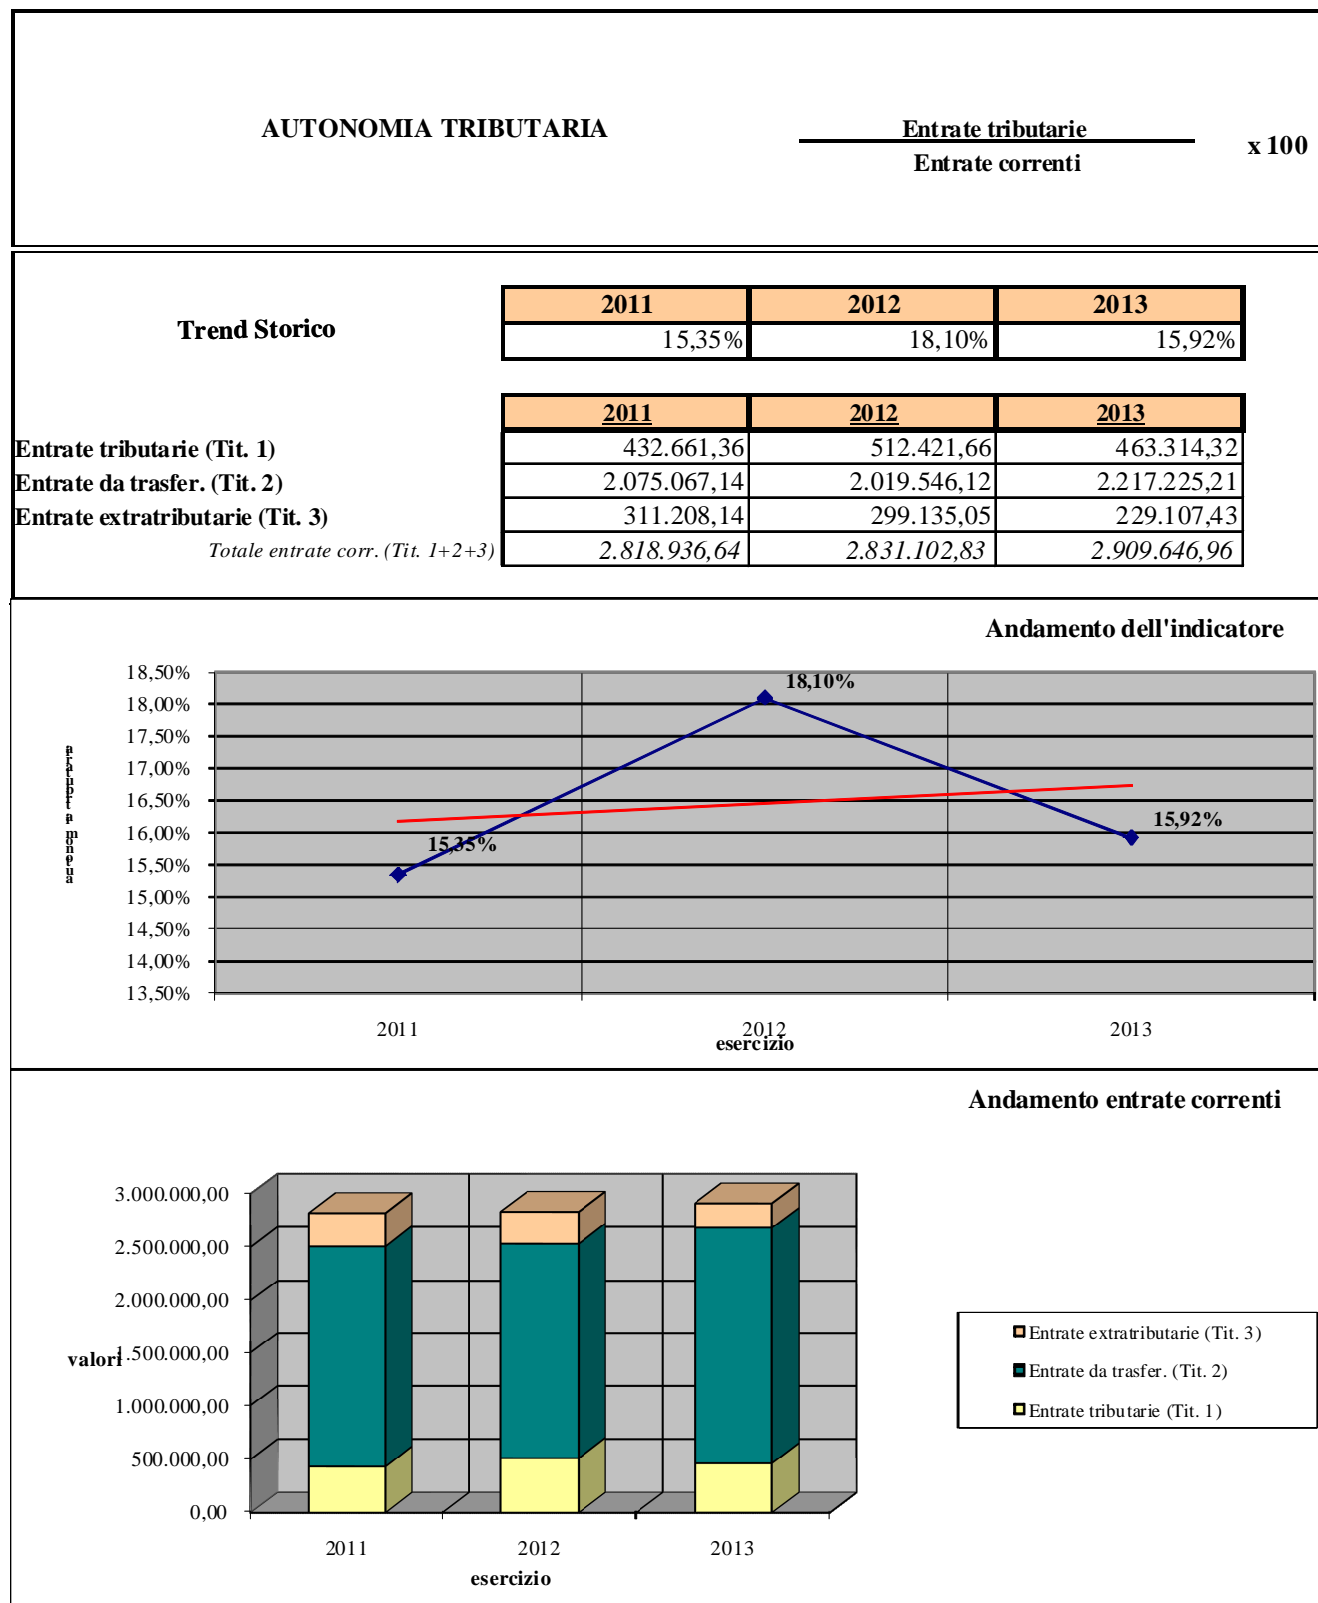 AUTONOMIA TRIBUTARIA
Entrate tributarie
Entrate correnti
x 100
Trend Storico
2011 2012 2013
15,35% 18,10% 15,92%
2011 2012 2013
Entrate tributarie (Tit. 1) 432.661,36 512.421,66 463.314,32
Entrate da trasfer. (Tit. 2) 2.075.067,14 2.019.546,12 2.217.225,21
Entrate extratributarie (Tit. 3) 311.208,14 299.135,05 229.107,43
Totale entrate corr. (Tit. 1+2+3) 2.818.936,64 2.831.102,83 2.909.646,96
Andamento dell'indicatore
autonomia tributaria
18,50%
18,00%
17,50%
17,00%
16,50%
16,00%
15,50%
15,00%
14,50%
14,00%
13,50%
15,35%
18,10%
15,92%
2011 2012 2013
esercizio
Andamento entrate correnti
valori
3.000.000,00
2.500.000,00
2.000.000,00
1.500.000,00
1.000.000,00
500.000,00
0,00
2011 2012 2013
esercizio
Entrate extratributarie (Tit. 3)
Entrate da trasfer. (Tit. 2)
Entrate tributarie (Tit. 1)